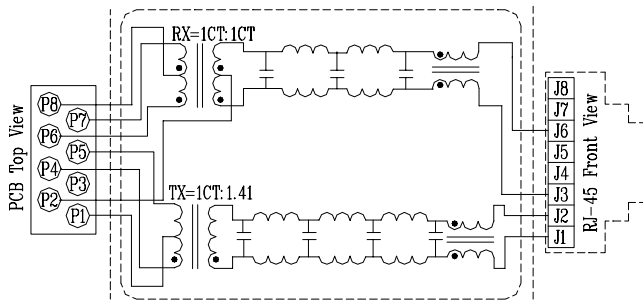 RX=1CT:1CT
PCB Top View
P8
P7
P6
P5
P4
P3
P2
P1
TX=1CT:1.41
J8
J7
J6
J5
J4
J3
J2
J1
RJ-45 Front View